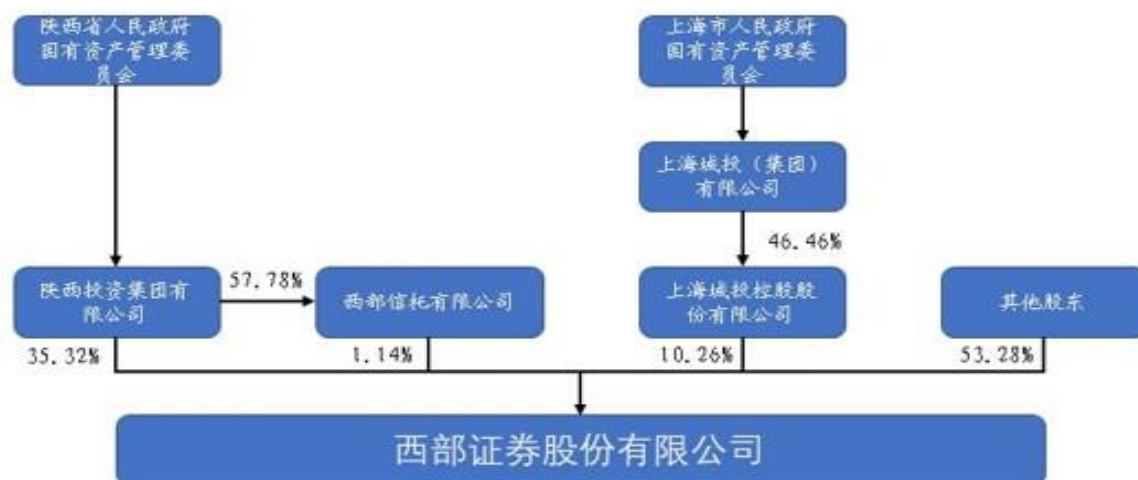 陕西省人民政府
国有资产管理委
员会
上海市人民政府
国有资产管理委
员会
上海城投（集团）
有限公司
46.46%
陕西投资集团有
限公司
57.78%
西部信托有限公司
上海城投控股股
份有限公司
其他股东
35.32%
1.14%
10.26%
53.28%
西部证券股份有限公司